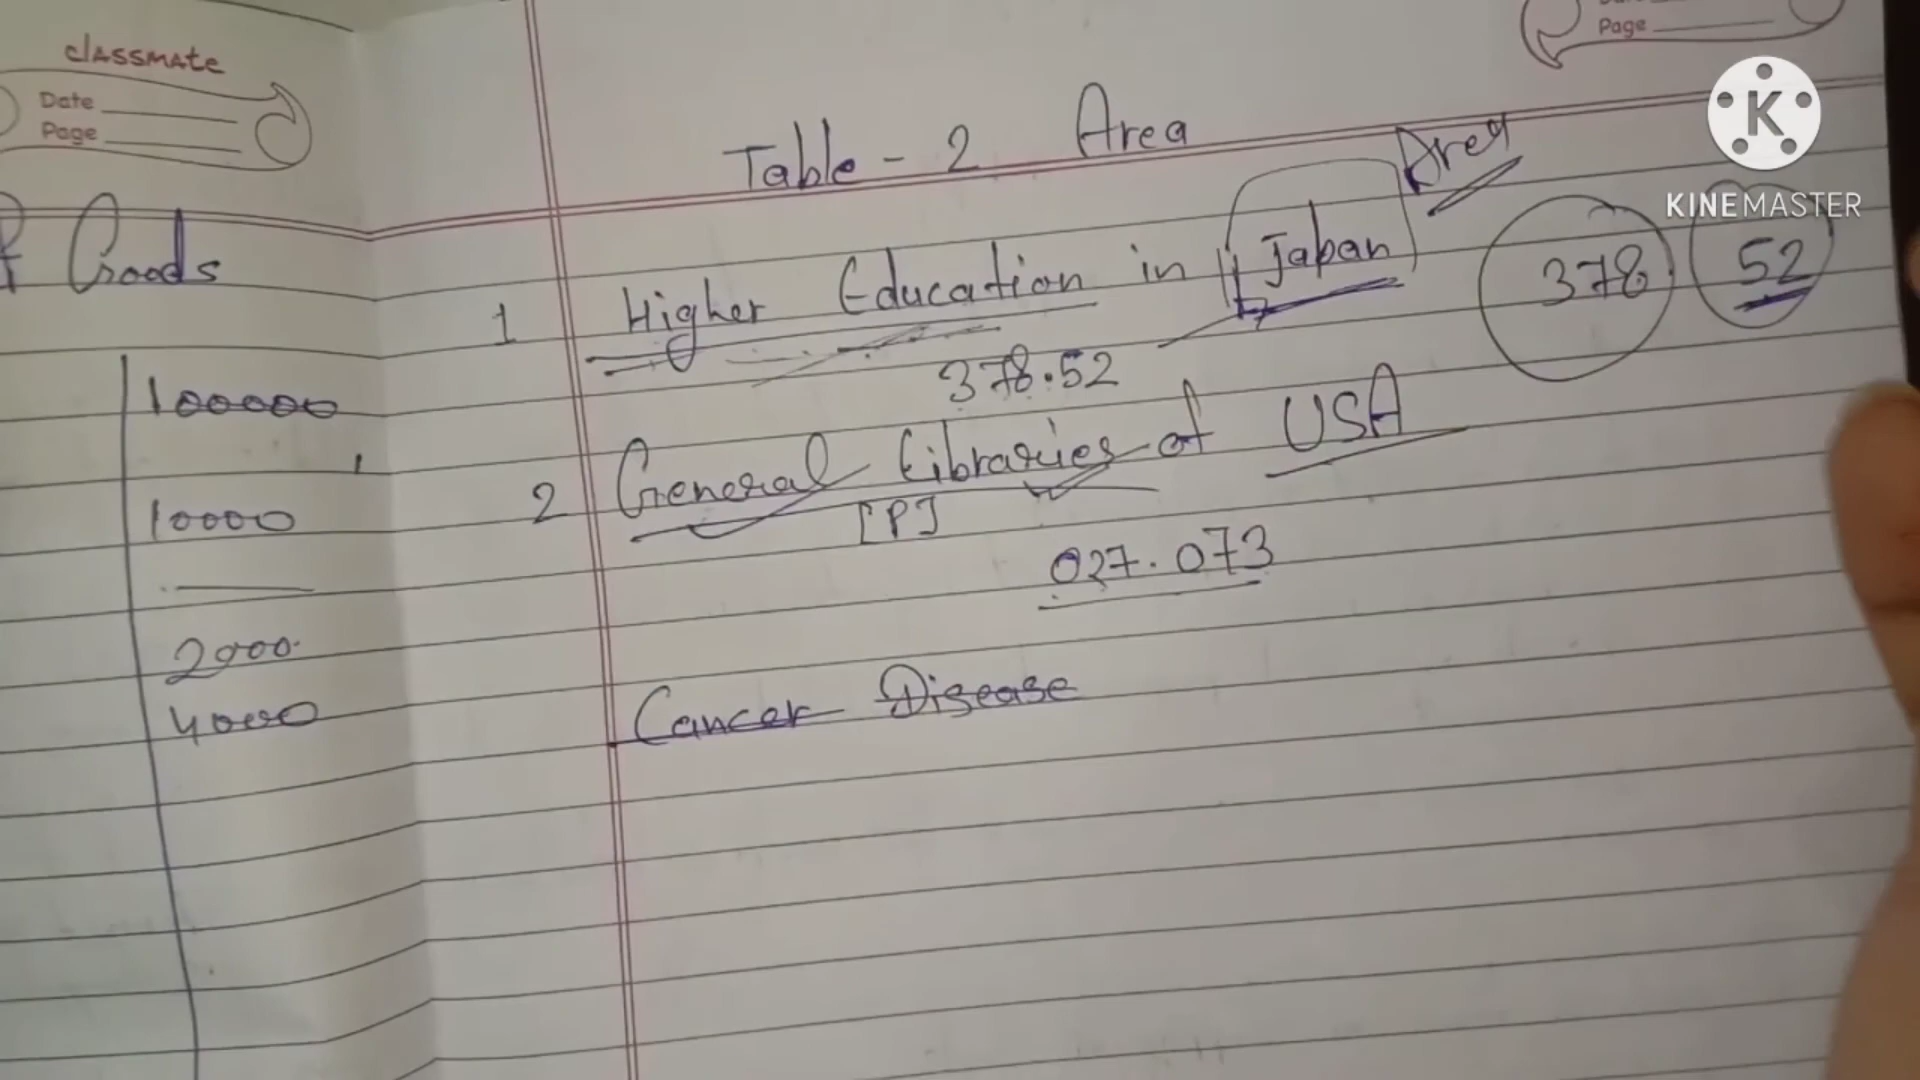 classmate
Date
Page
Goods
100000
10000
2000
40000
Page
Table - 2 Area
Area
1 Higher Education in Japan
378 52
378.52
2 General Libraries of USA
[P]
027.073
Cancer Disease
K
KINEMASTER